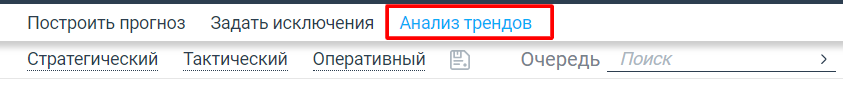 Построить прогноз Задать исключения Анализ трендов
Стратегический Тактический Оперативный Очередь Поиск